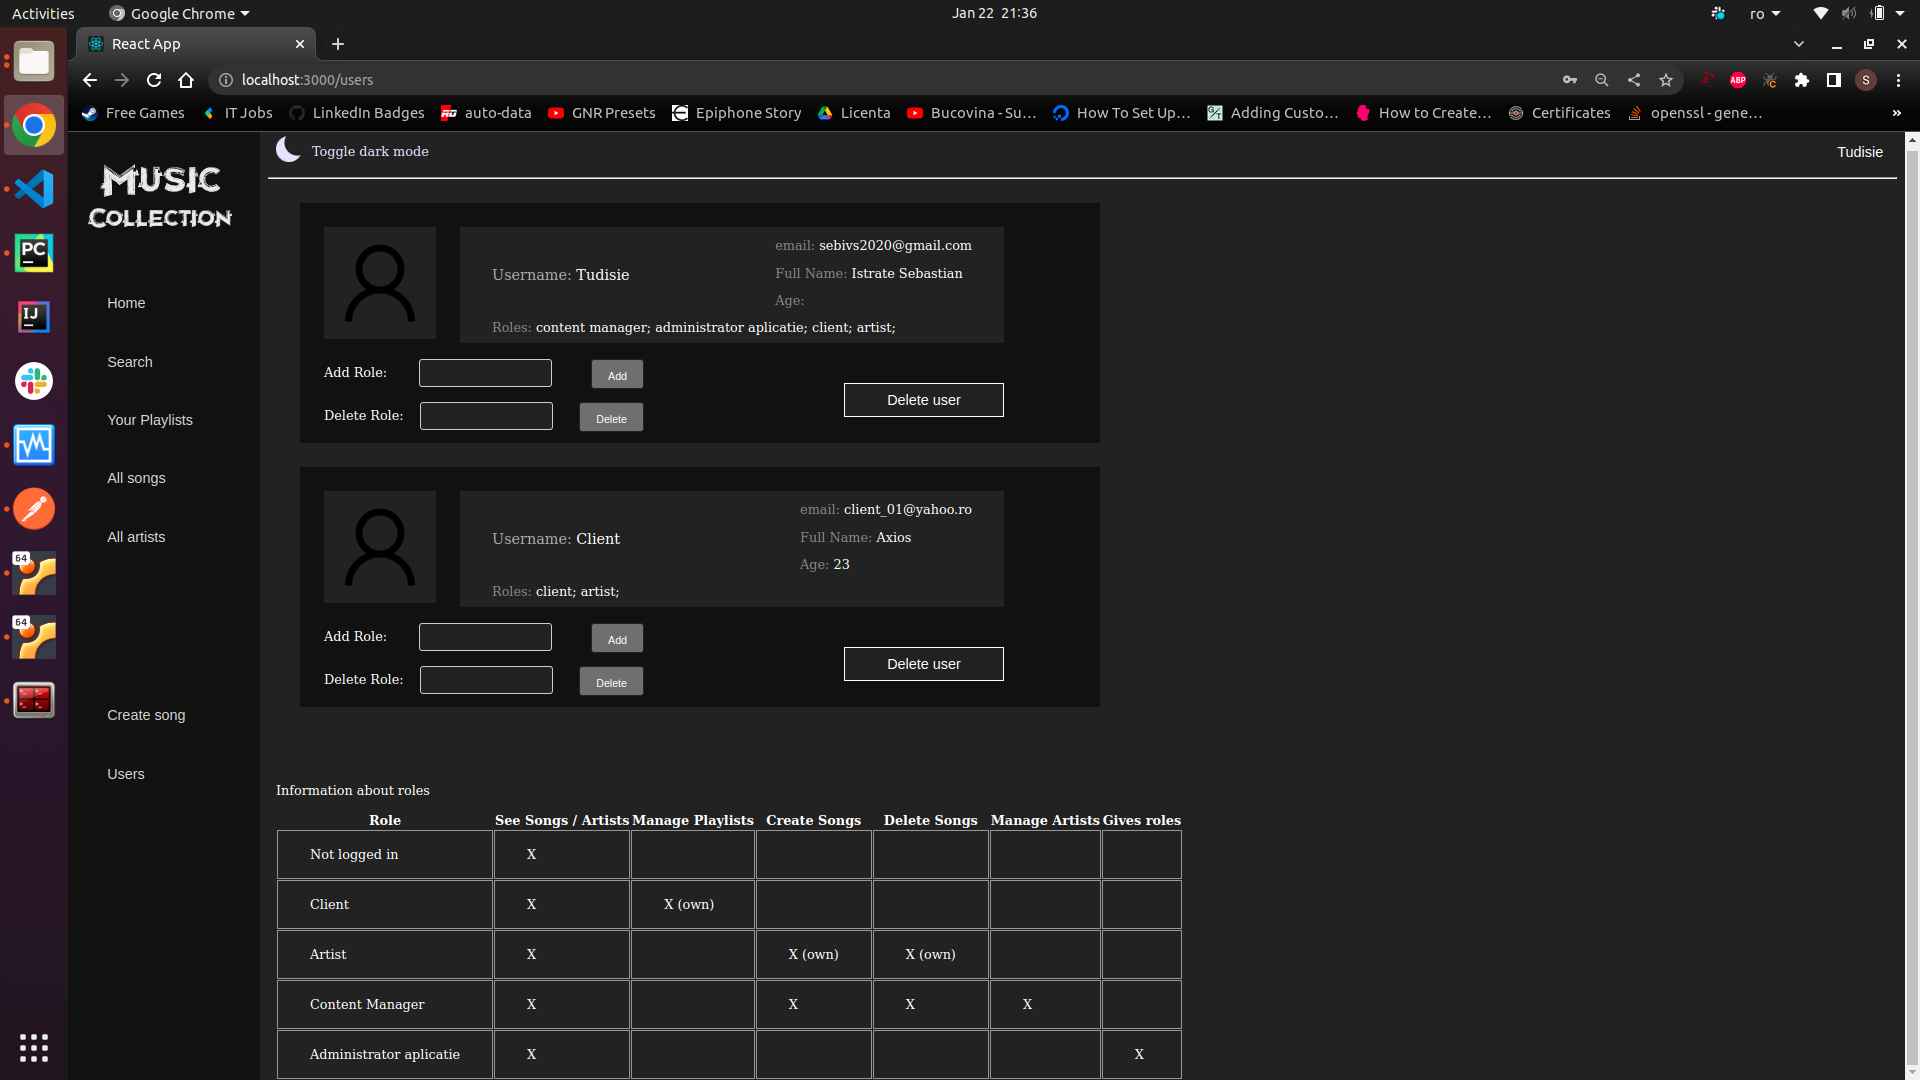 Activities Google Chrome Jan 22 21:36 ro
React App
localhost:3000/users ABP S
Free Games IT Jobs LinkedIn Badges auto-data GNR Presets Epiphone Story Licenta Bucovina - Su... How To Set Up... Adding Custo... How to Create... Certificates openssl - gene... »
Toggle dark mode Tudisie
Music
Collection
Home
Search
Your Playlists
All songs
All artists
Create song
Users
PC
IJ
64
64
email: sebivs2020@gmail.com
Username: Tudisie Full Name: Istrate Sebastian
Age:
Roles: content manager; administrator aplicatie; client; artist;
Add Role: Add
Delete user
Delete Role: Delete
email: client_01@yahoo.ro
Username: Client Full Name: Axios
Age: 23
Roles: client; artist;
Add Role: Add
Delete user
Delete Role: Delete
Information about roles
Role See Songs / Artists Manage Playlists Create Songs Delete Songs Manage Artists Gives roles
Not logged in X
Client X X (own)
Artist X X (own) X (own)
Content Manager X X X X
Administrator aplicatie X X